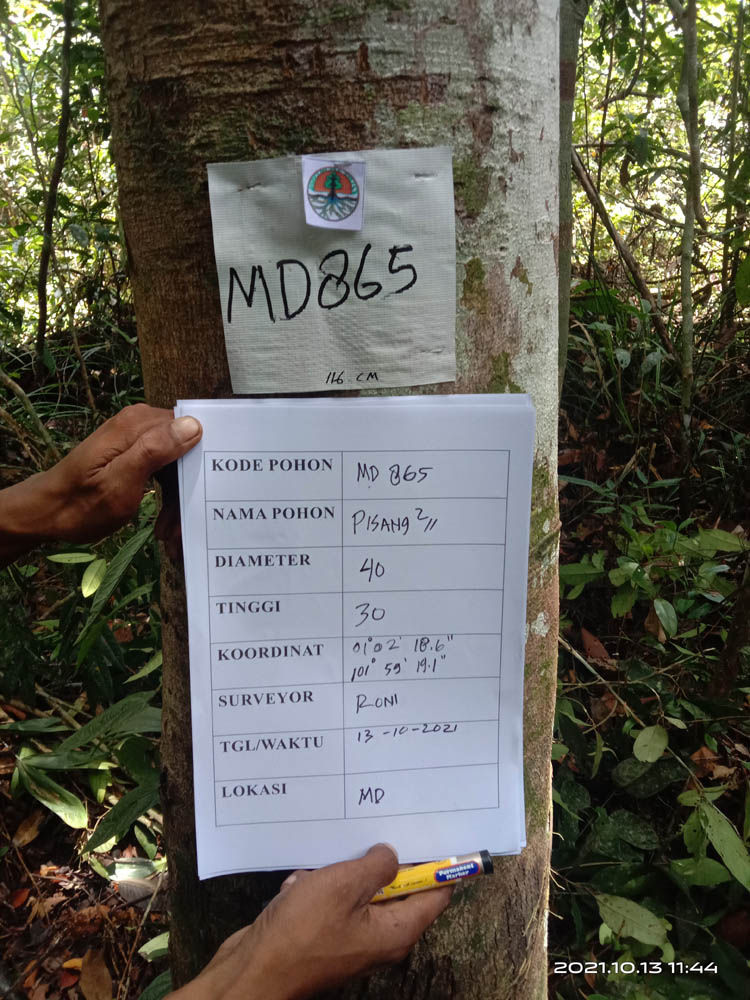 MD865
116 CM
KODE POHON MD 865
NAMA POHON PISANG 2//
DIAMETER 40
TINGGI 30
KOORDINAT 01° 02' 18.6"
101° 59' 19.1"
SURVEYOR RONI
TGL/WAKTU 13-10-2021
LOKASI MD
Permanent
Marker
2021.10.13 11:44